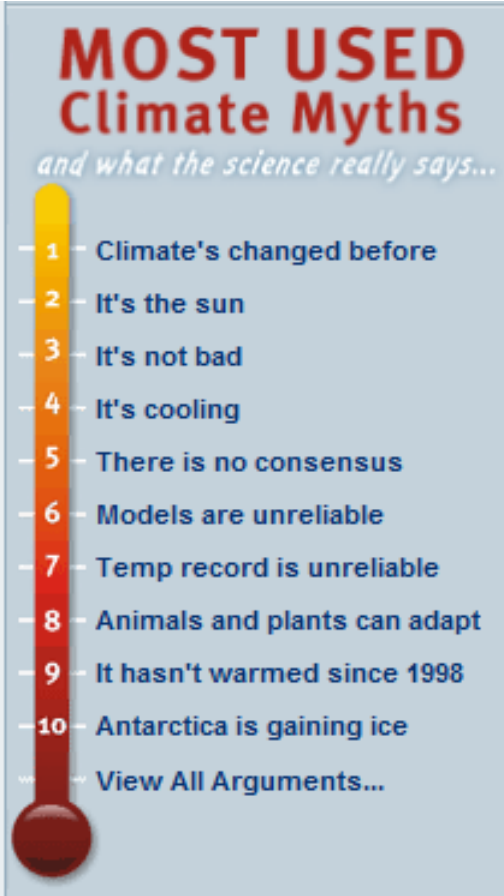 MOST USED
Climate Myths
and what the science really says...
1 Climate's changed before
2 It's the sun
3 It's not bad
4 It's cooling
5 There is no consensus
6 Models are unreliable
7 Temp record is unreliable
8 Animals and plants can adapt
9 It hasn't warmed since 1998
10 Antarctica is gaining ice
View All Arguments...